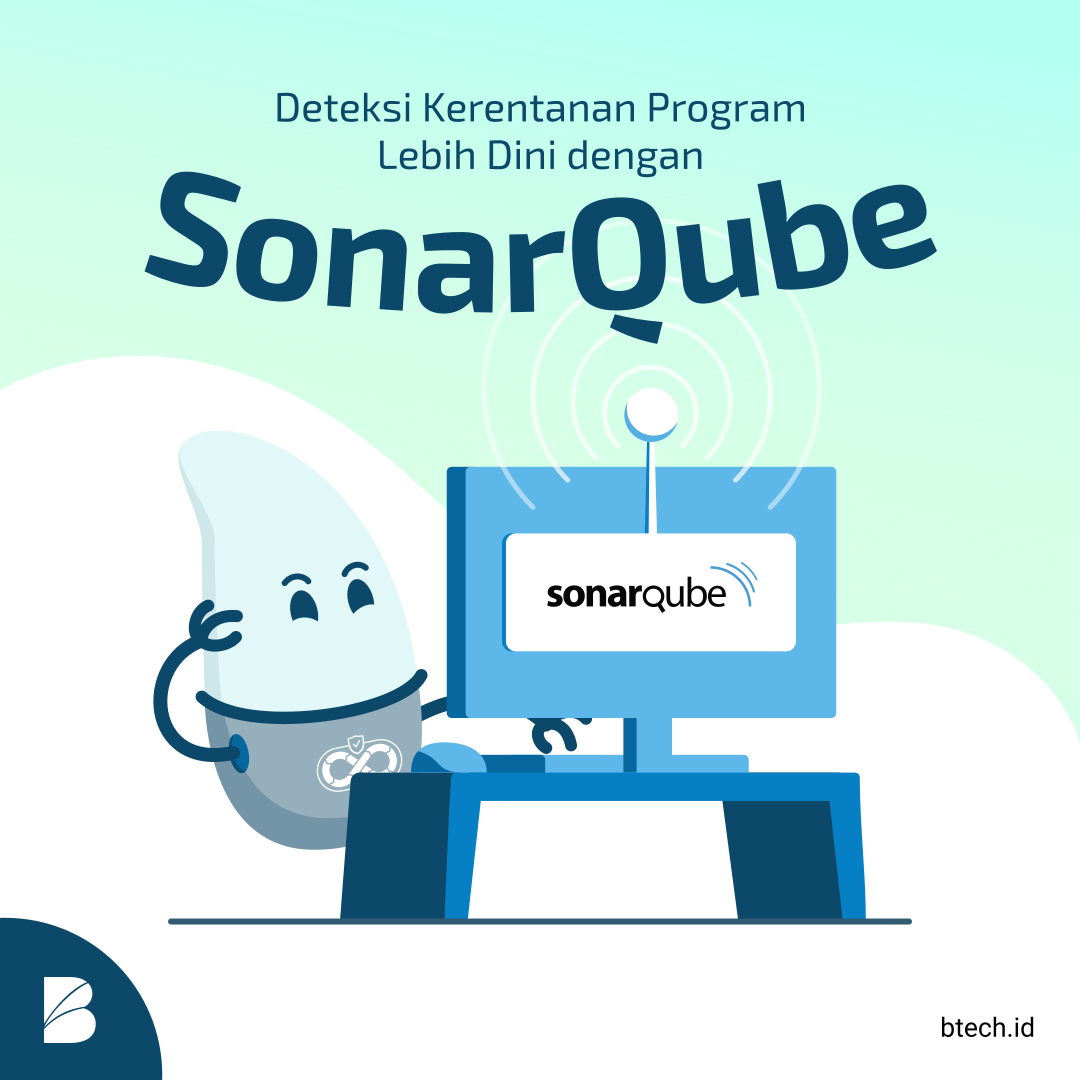 Deteksi Kerentanan Program
Lebih Dini dengan
SonarQube
sonarqube
B
btech.id